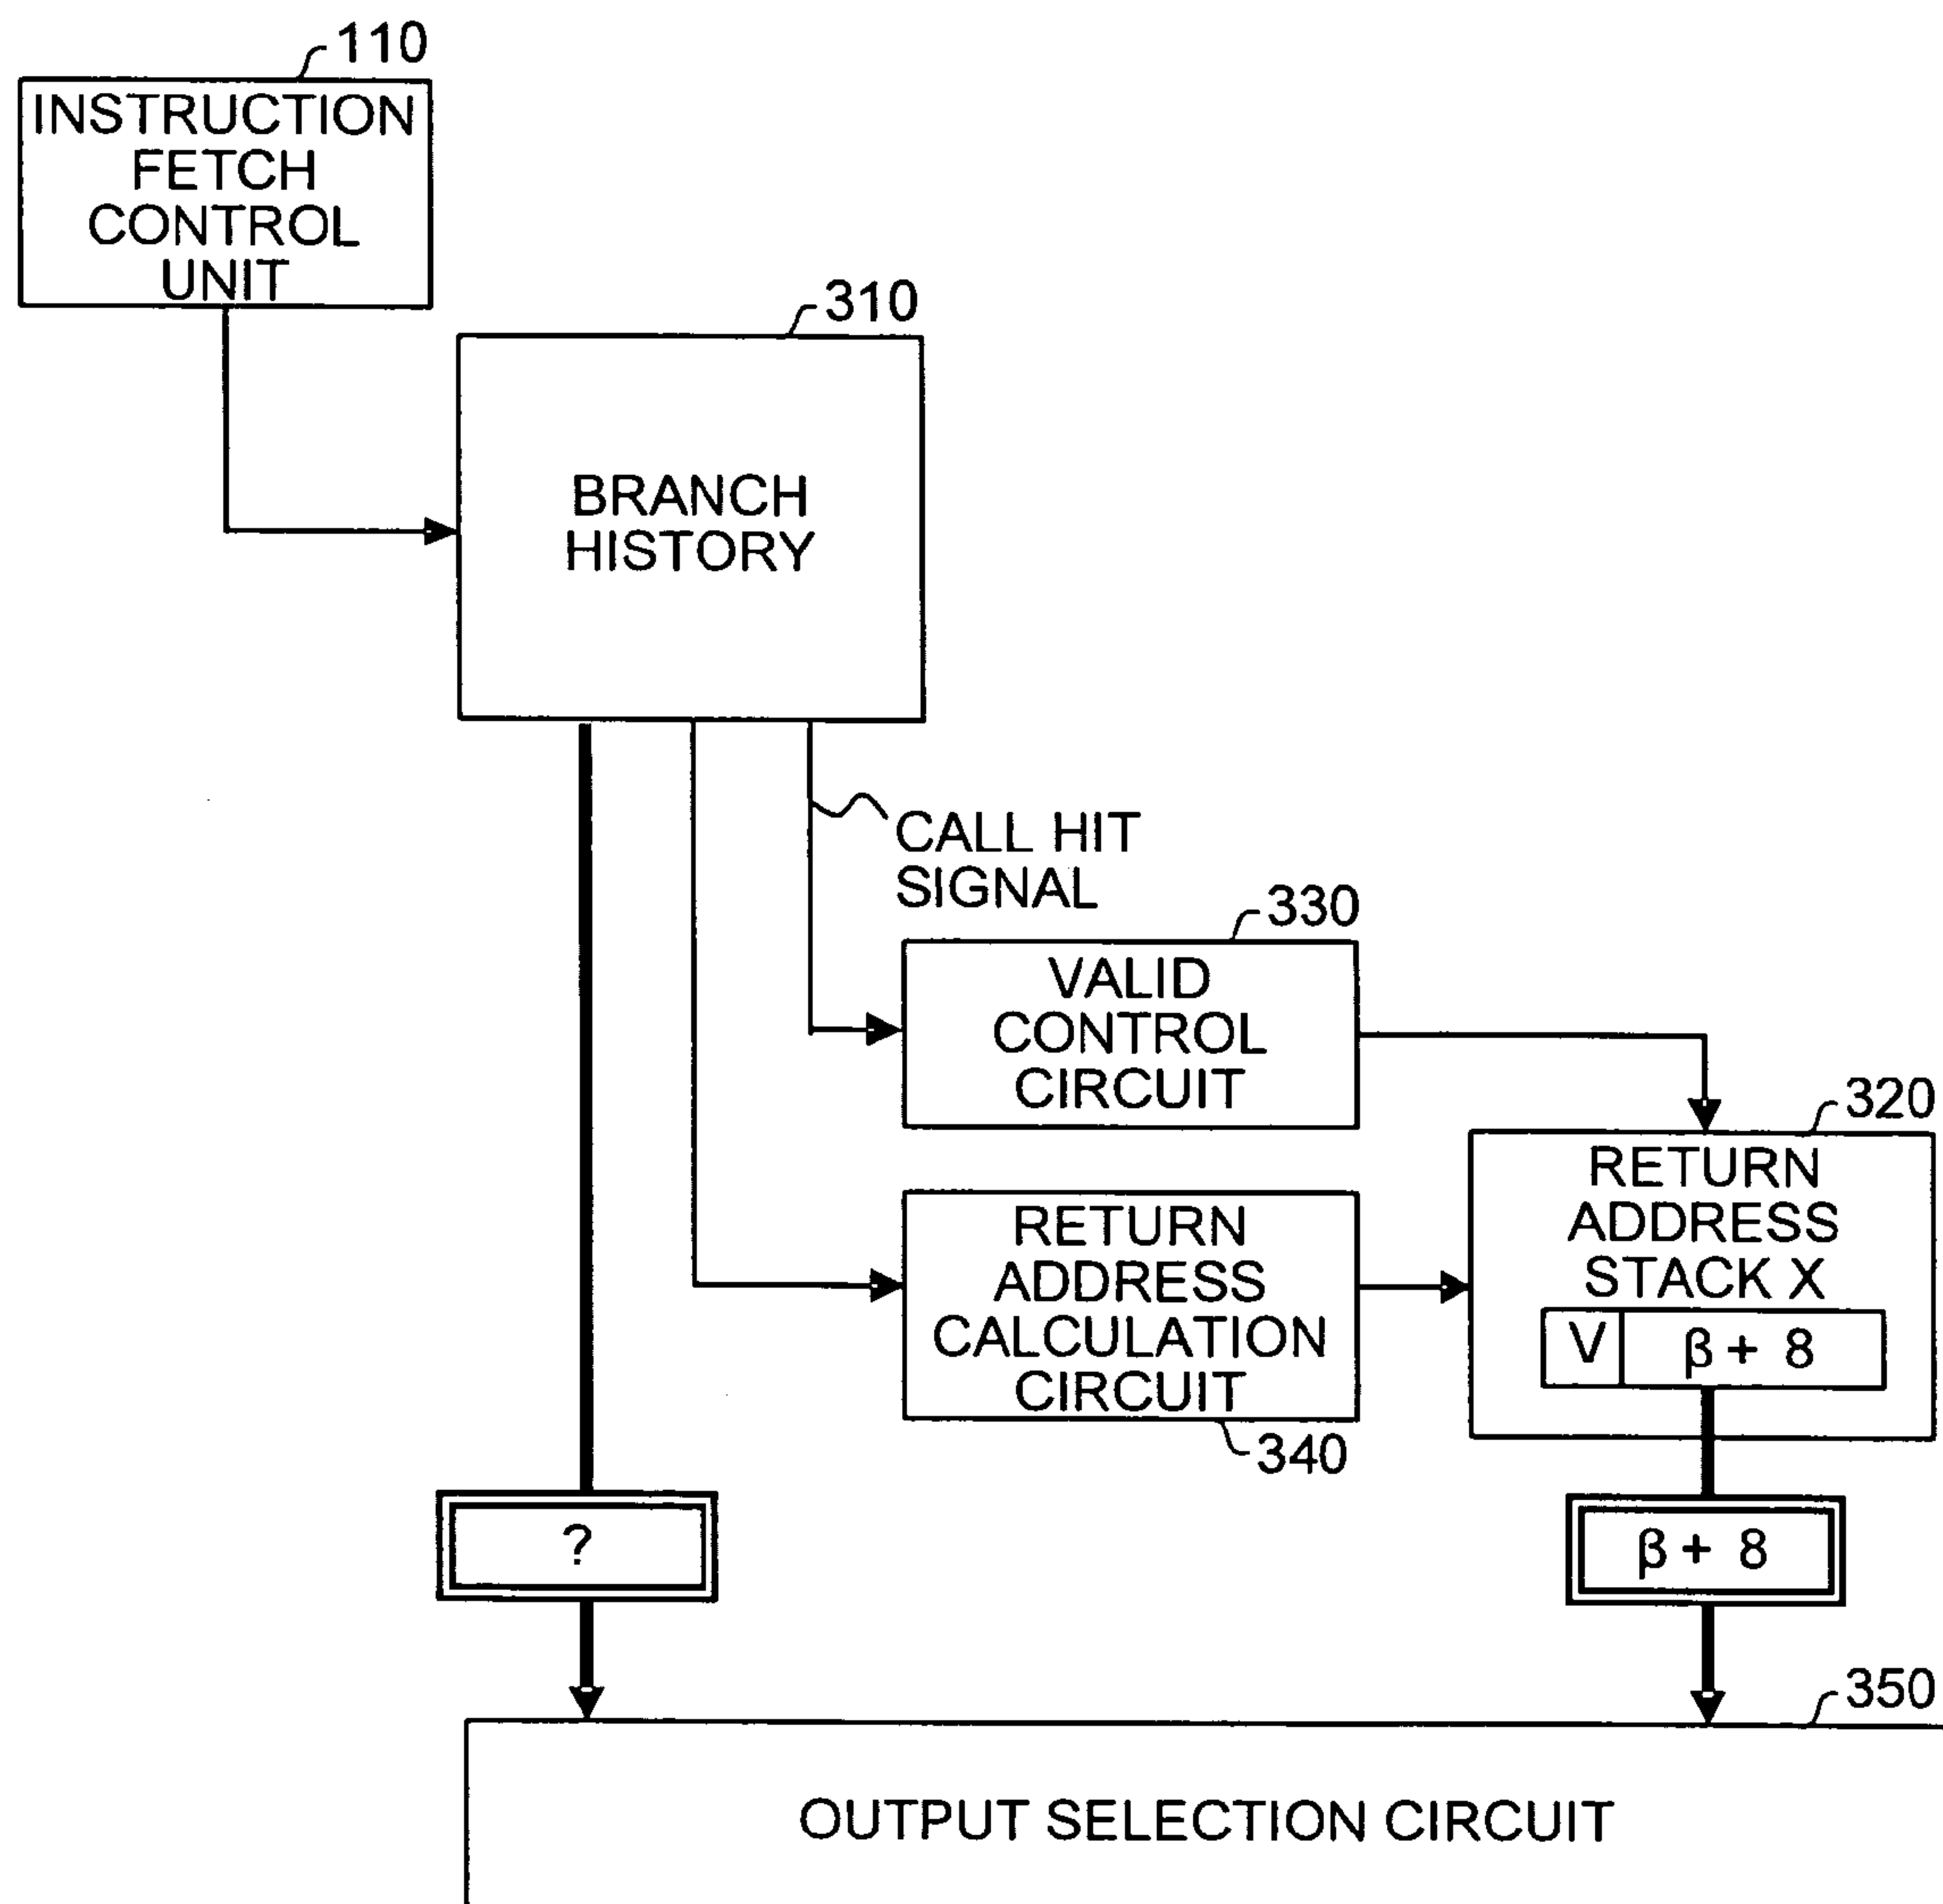 110
INSTRUCTION
FETCH
CONTROL
UNIT
310
BRANCH
HISTORY
CALL HIT
SIGNAL
330
VALID
CONTROL
CIRCUIT
320
RETURN
ADDRESS
STACK X
V β + 8
RETURN
ADDRESS
CALCULATION
CIRCUIT
340
?
β + 8
350
OUTPUT SELECTION CIRCUIT